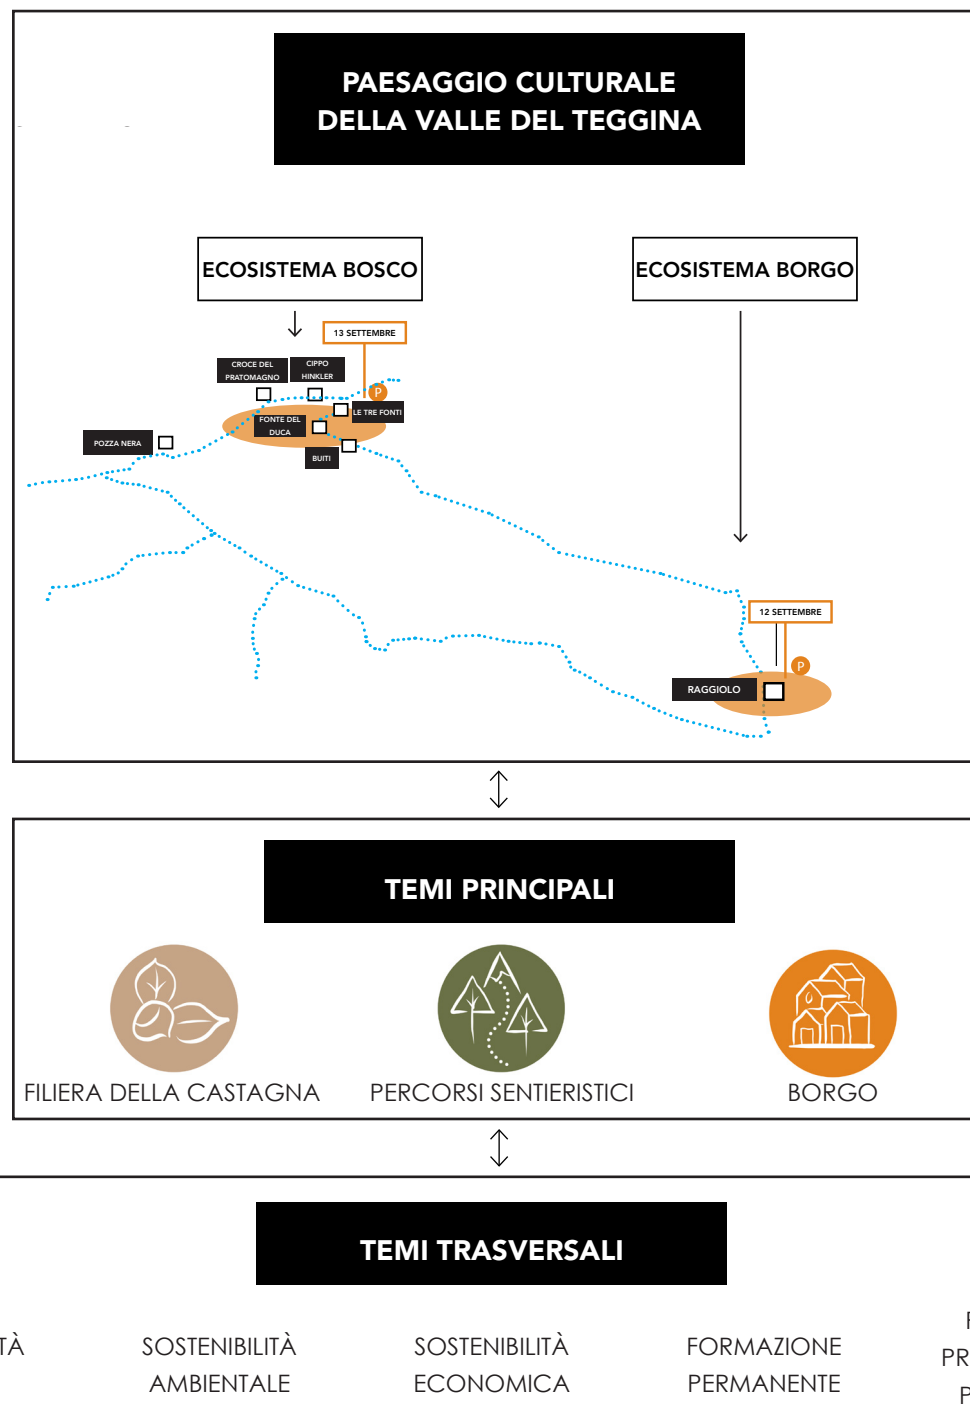 PAESAGGIO CULTURALE
DELLA VALLE DEL TEGGINA
ECOSISTEMA BOSCO
ECOSISTEMA BORGO
13 SETTEMBRE
CROCE DEL
PRATOMAGNO
CIPPO
HINKLER
P
LE TRE FONTI
FONTE DEL
DUCA
POZZA NERA
BUITI
12 SETTEMBRE
P
RAGGIOLO
TEMI PRINCIPALI
FILIERA DELLA CASTAGNA
PERCORSI SENTIERISTICI
BORGO
TEMI TRASVERSALI
TÀ
SOSTENIBILITÀ
AMBIENTALE
SOSTENIBILITÀ
ECONOMICA
FORMAZIONE
PERMANENTE
PR
P